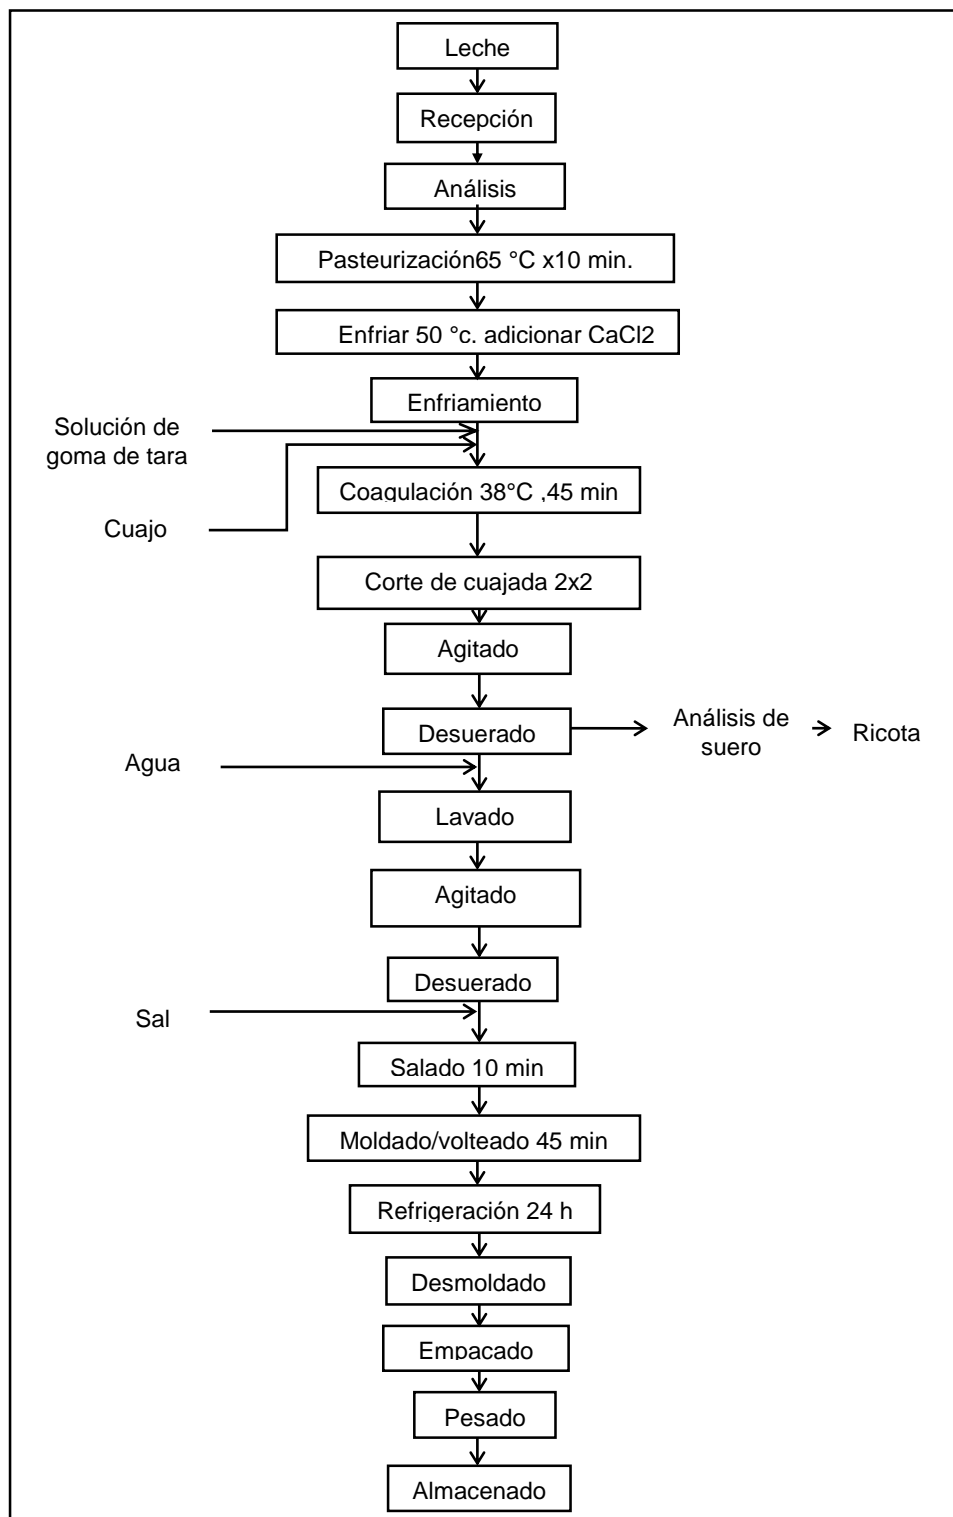 Leche
Recepción
Análisis
Pasteurización65 °C x10 min.
Enfriar 50 °c. adicionar CaCl2
Enfriamiento
Solución de
goma de tara
Cuajo
Coagulación 38°C ,45 min
Corte de cuajada 2x2
Agitado
Desuerado
Análisis de
suero
Ricota
Agua
Lavado
Agitado
Desuerado
Sal
Salado 10 min
Moldado/volteado 45 min
Refrigeración 24 h
Desmoldado
Empacado
Pesado
Almacenado